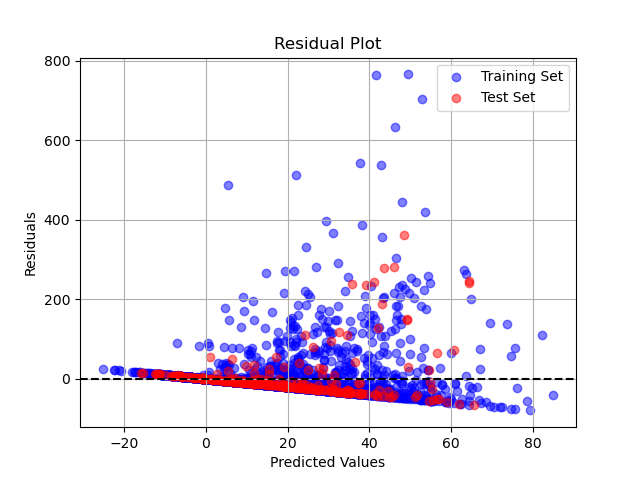 Residual Plot
800
600
400
200
0
Residuals
−20
0
20
40
60
80
Predicted Values
Training Set
Test Set